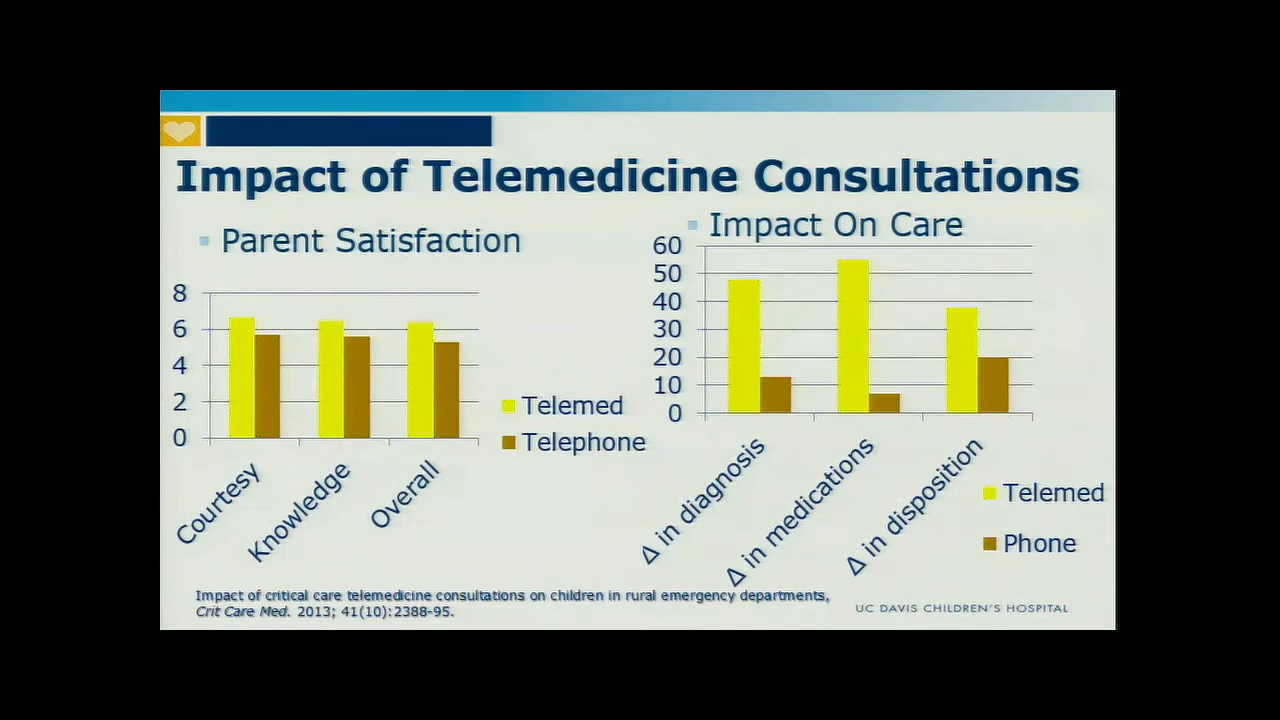 Impact of Telemedicine Consultations
Parent Satisfaction
8
6
4
2
0
Courtesy
Knowledge
Overall
Telemed
Telephone
Impact On Care
60
50
40
30
20
10
0
Δ in diagnosis
Δ in medications
Δ in disposition
Telemed
Phone
Impact of critical care telemedicine consultations on children in rural emergency departments,
Crit Care Med. 2013; 41(10):2388-95.
UC DAVIS CHILDREN'S HOSPITAL